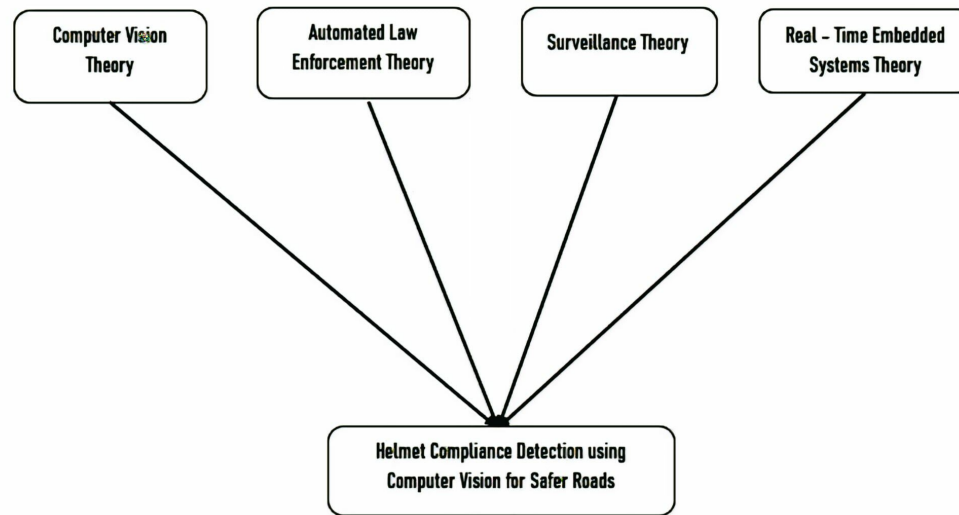 Computer Vision
Theory
Automated Law
Enforcement Theory
Surveillance Theory
Real - Time Embedded
Systems Theory
Helmet Compliance Detection using
Computer Vision for Safer Roads